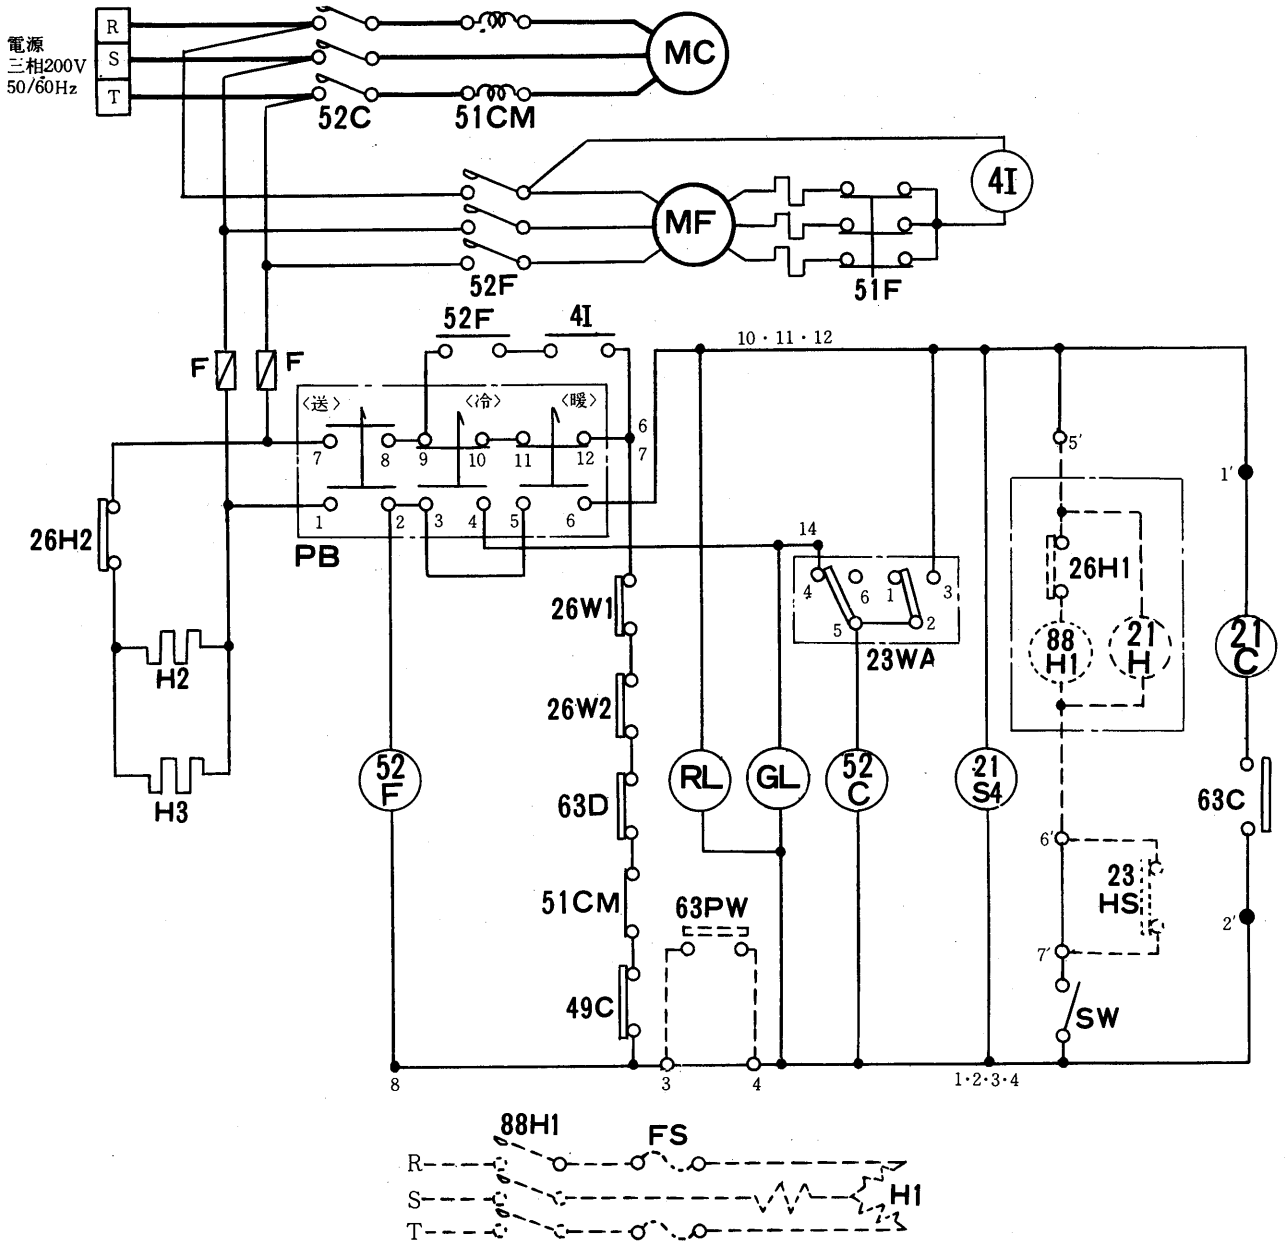 電源
三相200V
50/60Hz
R
S
T
52C
51CM
MC
4I
MF
52F
51F
52F
4I
10・11・12
F
F
〈送〉
〈冷〉
〈暖〉
6
7
5'
7
8
9
10
11
12
1'
1
2
3
4
5
6
14
26H2
PB
26W1
4
6
1
3
5
2
23WA
26H1
88
H1
21
H
21
C
H2
26W2
52
F
RL
GL
52
C
21
S4
63D
63C
H3
6'
23
HS
51CM
63PW
2'
7'
49C
SW
8
3
4
1・2・3・4
88H1
FS
R
S
H1
T